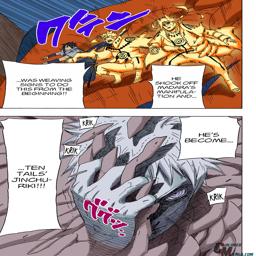 HE
SHOOK OFF
MADARA'S
MANIPULA-
TION AND...
...WAS WEAVING
SIGNS TO DO
THIS FROM THE
BEGINNING!!
KRIK
KRIK
HE'S
BECOME...
...TEN
TAILS' JINCHU-
RIKI!!!
KRIK